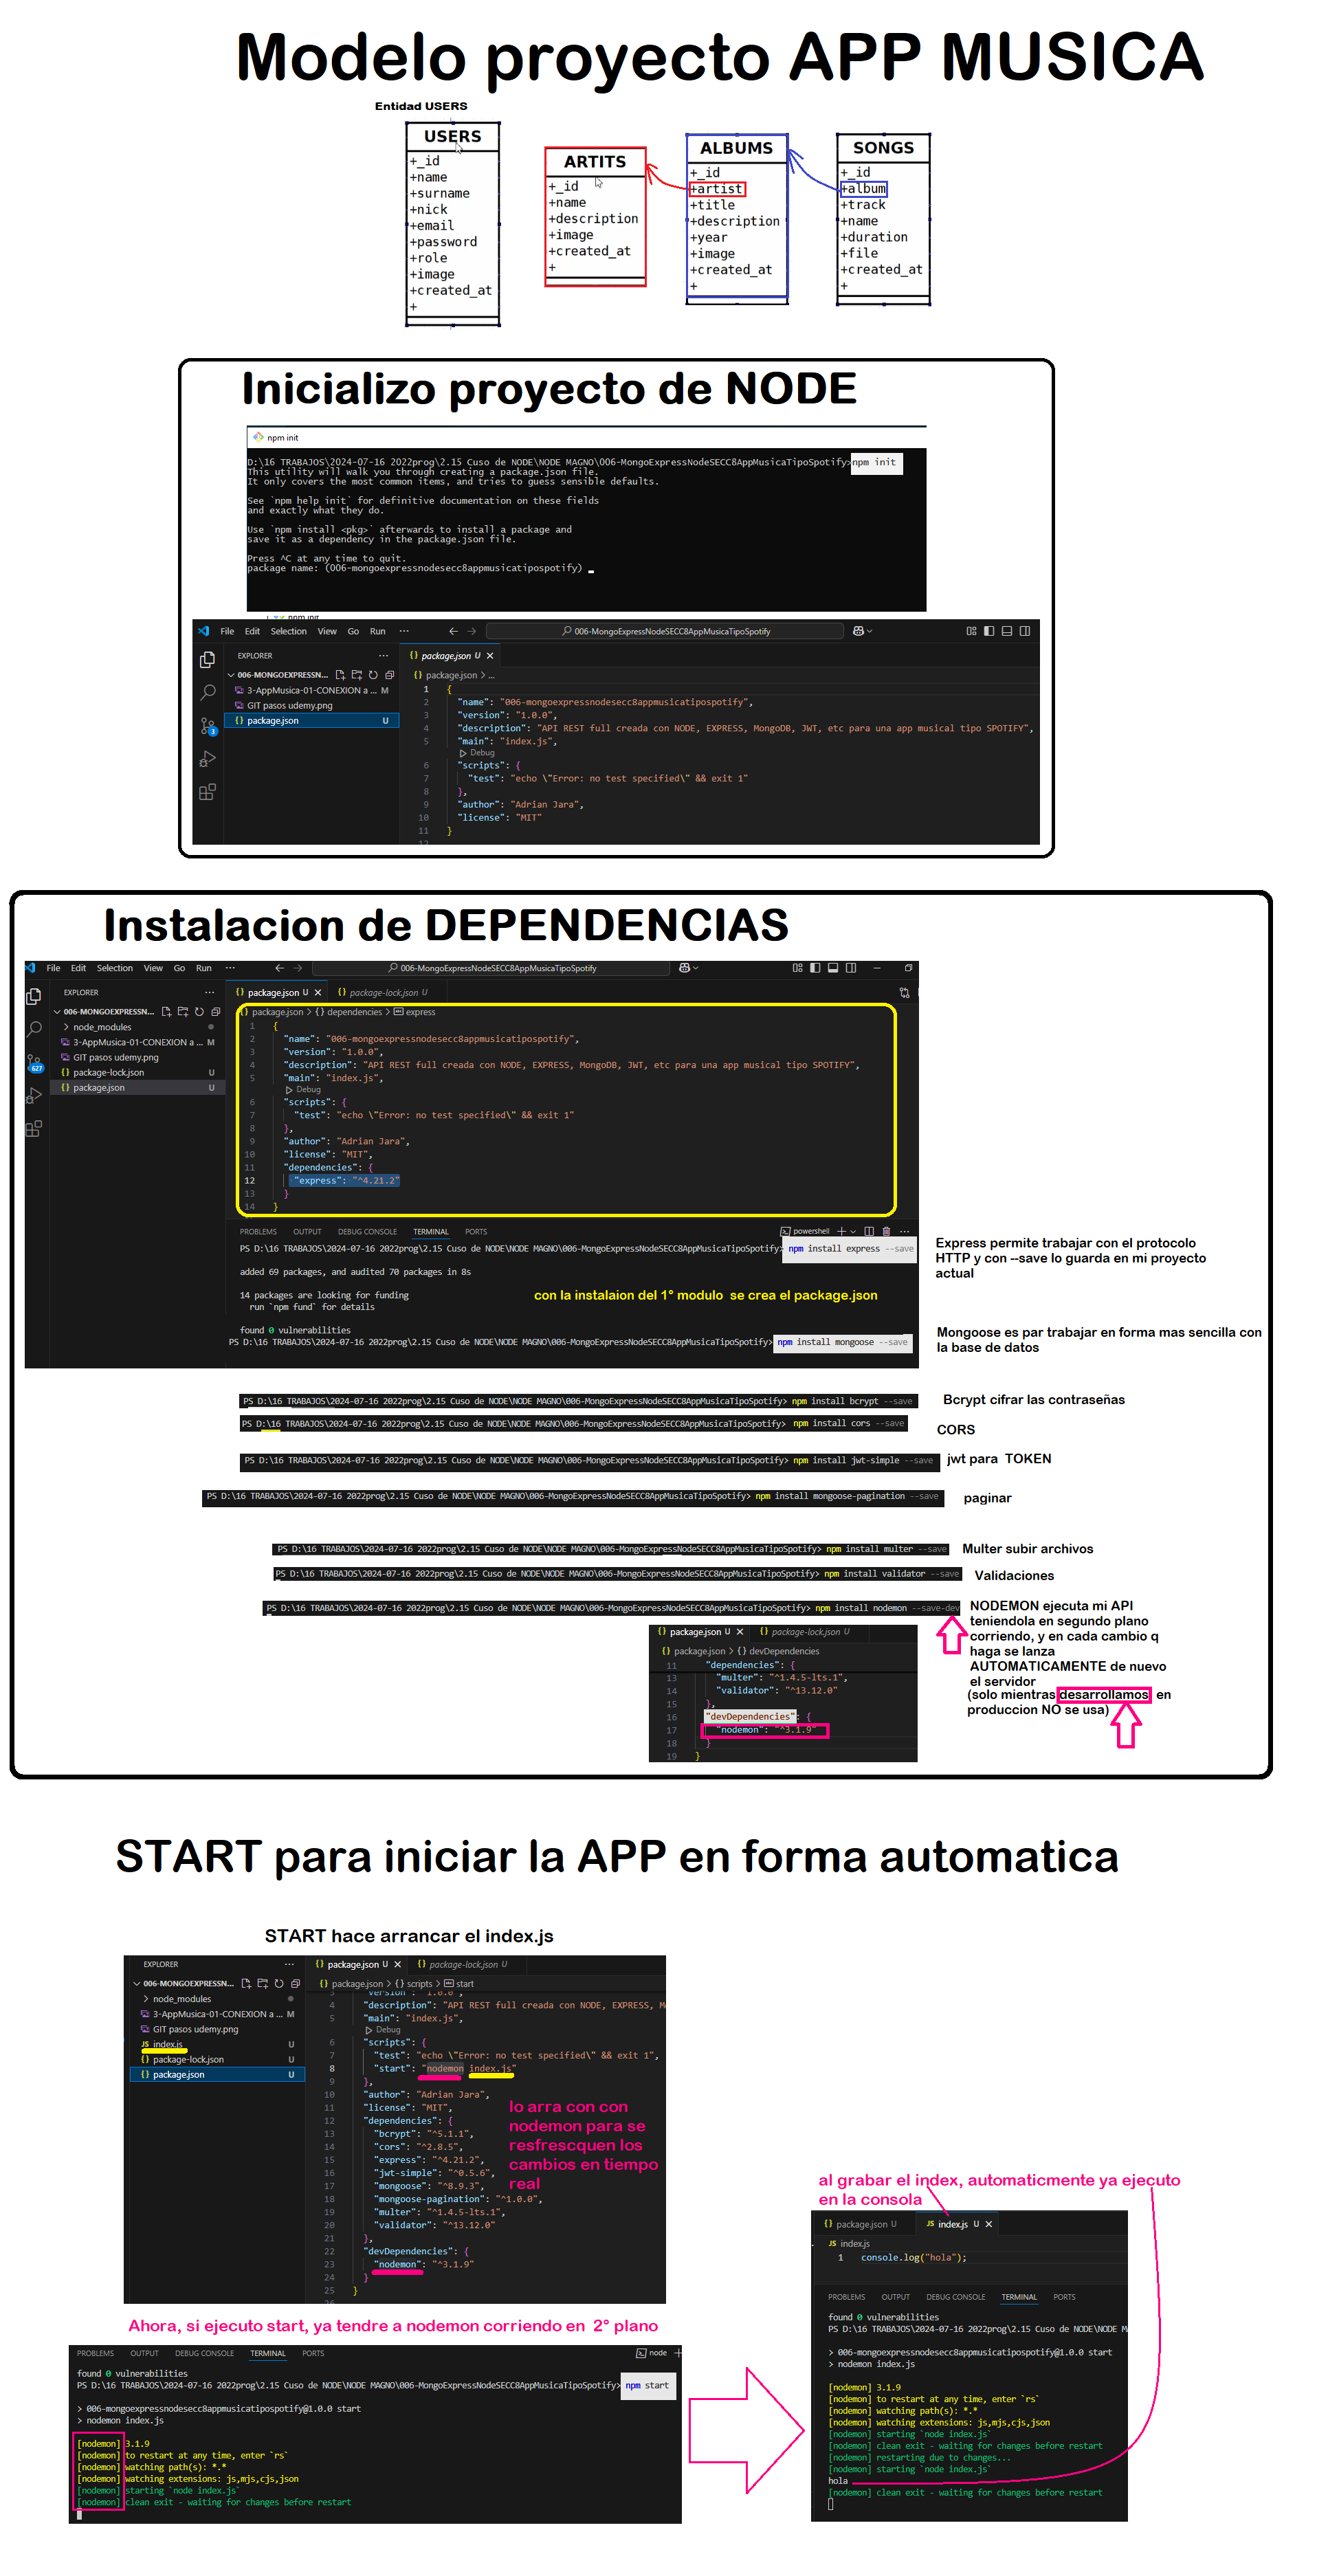 Modelo proyecto APP MUSICA
Entidad USERS
USERS
+_id
+name
+surname
+nick
+email
+password
+role
+image
+created_at
+
ARTITS
+_id
+name
+description
+image
+created_at
+
ALBUMS
+_id
+artist
+title
+description
+year
+image
+created_at
+
SONGS
+_id
+album
+track
+name
+duration
+file
+created_at
+
Inicializo proyecto de NODE
npm init
D:\16 TRABAJOS\2024-07-16 2022prog\2.15 Cuso de NODE\NODE MAGNO\006-MongoExpressNodeSECC8AppMusicaTipoSpotify>npm init
This utility will walk you through creating a package.json file.
It only covers the most common items, and tries to guess sensible defaults.
See `npm help init` for definitive documentation on these fields
and exactly what they do.
Use `npm install <pkg>` afterwards to install a package and
save it as a dependency in the package.json file.
Press ^C at any time to quit.
package name: (006-mongoexpressnodesecc8appmusicatipospotify)
npm init
File Edit Selection View Go Run ··· 006-MongoExpressNodeSECC8AppMusicaTipoSpotify
EXPLORER ···
006-MONGOEXPRESSN...
3-AppMusica-01-CONEXION a ... M
GIT pasos udemy.png
{} package.json U
3
{} package.json U ×
{} package.json > ...
1 {
2 "name": "006-mongoexpressnodesecc8appmusicatipospotify",
3 "version": "1.0.0",
4 "description": "API REST full creada con NODE, EXPRESS, MongoDB, JWT, etc para una app musical tipo SPOTIFY",
5 "main": "index.js",
Debug
6 "scripts": {
7 "test": "echo \"Error: no test specified\" && exit 1"
8 },
9 "author": "Adrian Jara",
10 "license": "MIT"
11 }
12
Instalacion de DEPENDENCIAS
File Edit Selection View Go Run ··· 006-MongoExpressNodeSECC8AppMusicaTipoSpotify
EXPLORER ···
006-MONGOEXPRESSN...
> node_modules
3-AppMusica-01-CONEXION a ... M
GIT pasos udemy.png
{} package-lock.json U
{} package.json U
627
{} package.json U × {} package-lock.json U
{} package.json > {} dependencies > express
1 {
2 "name": "006-mongoexpressnodesecc8appmusicatipospotify",
3 "version": "1.0.0",
4 "description": "API REST full creada con NODE, EXPRESS, MongoDB, JWT, etc para una app musical tipo SPOTIFY",
5 "main": "index.js",
Debug
6 "scripts": {
7 "test": "echo \"Error: no test specified\" && exit 1"
8 },
9 "author": "Adrian Jara",
10 "license": "MIT",
11 "dependencies": {
12 "express": "^4.21.2"
13 }
14 }
PROBLEMS OUTPUT DEBUG CONSOLE TERMINAL PORTS powershell
PS D:\16 TRABAJOS\2024-07-16 2022prog\2.15 Cuso de NODE\NODE MAGNO\006-MongoExpressNodeSECC8AppMusicaTipoSpotify> npm install express --save
added 69 packages, and audited 70 packages in 8s
14 packages are looking for funding
run `npm fund` for details
con la instalaion del 1° modulo se crea el package.json
found 0 vulnerabilities
PS D:\16 TRABAJOS\2024-07-16 2022prog\2.15 Cuso de NODE\NODE MAGNO\006-MongoExpressNodeSECC8AppMusicaTipoSpotify> npm install mongoose --save
Express permite trabajar con el protocolo
HTTP y con --save lo guarda en mi proyecto
actual
Mongoose es par trabajar en forma mas sencilla con
la base de datos
PS D:\16 TRABAJOS\2024-07-16 2022prog\2.15 Cuso de NODE\NODE MAGNO\006-MongoExpressNodeSECC8AppMusicaTipoSpotify> npm install bcrypt --save
Bcrypt cifrar las contraseñas
PS D:\16 TRABAJOS\2024-07-16 2022prog\2.15 Cuso de NODE\NODE MAGNO\006-MongoExpressNodeSECC8AppMusicaTipoSpotify> npm install cors --save
CORS
PS D:\16 TRABAJOS\2024-07-16 2022prog\2.15 Cuso de NODE\NODE MAGNO\006-MongoExpressNodeSECC8AppMusicaTipoSpotify> npm install jwt-simple --save
jwt para TOKEN
PS D:\16 TRABAJOS\2024-07-16 2022prog\2.15 Cuso de NODE\NODE MAGNO\006-MongoExpressNodeSECC8AppMusicaTipoSpotify> npm install mongoose-pagination --save
paginar
PS D:\16 TRABAJOS\2024-07-16 2022prog\2.15 Cuso de NODE\NODE MAGNO\006-MongoExpressNodeSECC8AppMusicaTipoSpotify> npm install multer --save
Multer subir archivos
PS D:\16 TRABAJOS\2024-07-16 2022prog\2.15 Cuso de NODE\NODE MAGNO\006-MongoExpressNodeSECC8AppMusicaTipoSpotify> npm install validator --save
Validaciones
PS D:\16 TRABAJOS\2024-07-16 2022prog\2.15 Cuso de NODE\NODE MAGNO\006-MongoExpressNodeSECC8AppMusicaTipoSpotify> npm install nodemon --save-dev
NODEMON ejecuta mi API
teniendola en segundo plano
corriendo, y en cada cambio q
haga se lanza
AUTOMATICAMENTE de nuevo
el servidor
(solo mientras desarrollamos en
produccion NO se usa)
{} package.json U × {} package-lock.json U
{} package.json > {} devDependencies
11 "dependencies": {
13 "multer": "^1.4.5-lts.1",
14 "validator": "^13.12.0"
15 },
16 "devDependencies": {
17 "nodemon": "^3.1.9"
18 }
19 }
START para iniciar la APP en forma automatica
START hace arrancar el index.js
EXPLORER ···
006-MONGOEXPRESSN...
> node_modules
3-AppMusica-01-CONEXION a ... M
GIT pasos udemy.png
JS index.js U
{} package-lock.json U
{} package.json U
{} package.json U × {} package-lock.json U
{} package.json > {} scripts > start
3 "version": "1.0.0",
4 "description": "API REST full creada con NODE, EXPRESS, M
5 "main": "index.js",
Debug
6 "scripts": {
7 "test": "echo \"Error: no test specified\" && exit 1",
8 "start": "nodemon index.js"
9 },
10 "author": "Adrian Jara",
11 "license": "MIT",
12 "dependencies": {
13 "bcrypt": "^5.1.1",
14 "cors": "^2.8.5",
15 "express": "^4.21.2",
16 "jwt-simple": "^0.5.6",
17 "mongoose": "^8.9.3",
18 "mongoose-pagination": "^1.0.0",
19 "multer": "^1.4.5-lts.1",
20 "validator": "^13.12.0"
21 },
22 "devDependencies": {
23 "nodemon": "^3.1.9"
24 }
25 }
lo arra con con
nodemon para se
resfrescquen los
cambios en tiempo
real
Ahora, si ejecuto start, ya tendre a nodemon corriendo en 2° plano
PROBLEMS OUTPUT DEBUG CONSOLE TERMINAL PORTS node
found 0 vulnerabilities
PS D:\16 TRABAJOS\2024-07-16 2022prog\2.15 Cuso de NODE\NODE MAGNO\006-MongoExpressNodeSECC8AppMusicaTipoSpotify> npm start
> 006-mongoexpressnodesecc8appmusicatipospotify@1.0.0 start
> nodemon index.js
[nodemon] 3.1.9
[nodemon] to restart at any time, enter `rs`
[nodemon] watching path(s): *.*
[nodemon] watching extensions: js,mjs,cjs,json
[nodemon] starting `node index.js`
[nodemon] clean exit - waiting for changes before restart
al grabar el index, automaticmente ya ejecuto
en la consola
{} package.json U JS index.js U ×
JS index.js
1 console.log("hola");
PROBLEMS OUTPUT DEBUG CONSOLE TERMINAL PORTS
found 0 vulnerabilities
PS D:\16 TRABAJOS\2024-07-16 2022prog\2.15 Cuso de NODE\NODE M
> 006-mongoexpressnodesecc8appmusicatipospotify@1.0.0 start
> nodemon index.js
[nodemon] 3.1.9
[nodemon] to restart at any time, enter `rs`
[nodemon] watching path(s): *.*
[nodemon] watching extensions: js,mjs,cjs,json
[nodemon] starting `node index.js`
[nodemon] clean exit - waiting for changes before restart
[nodemon] restarting due to changes...
[nodemon] starting `node index.js`
hola
[nodemon] clean exit - waiting for changes before restart